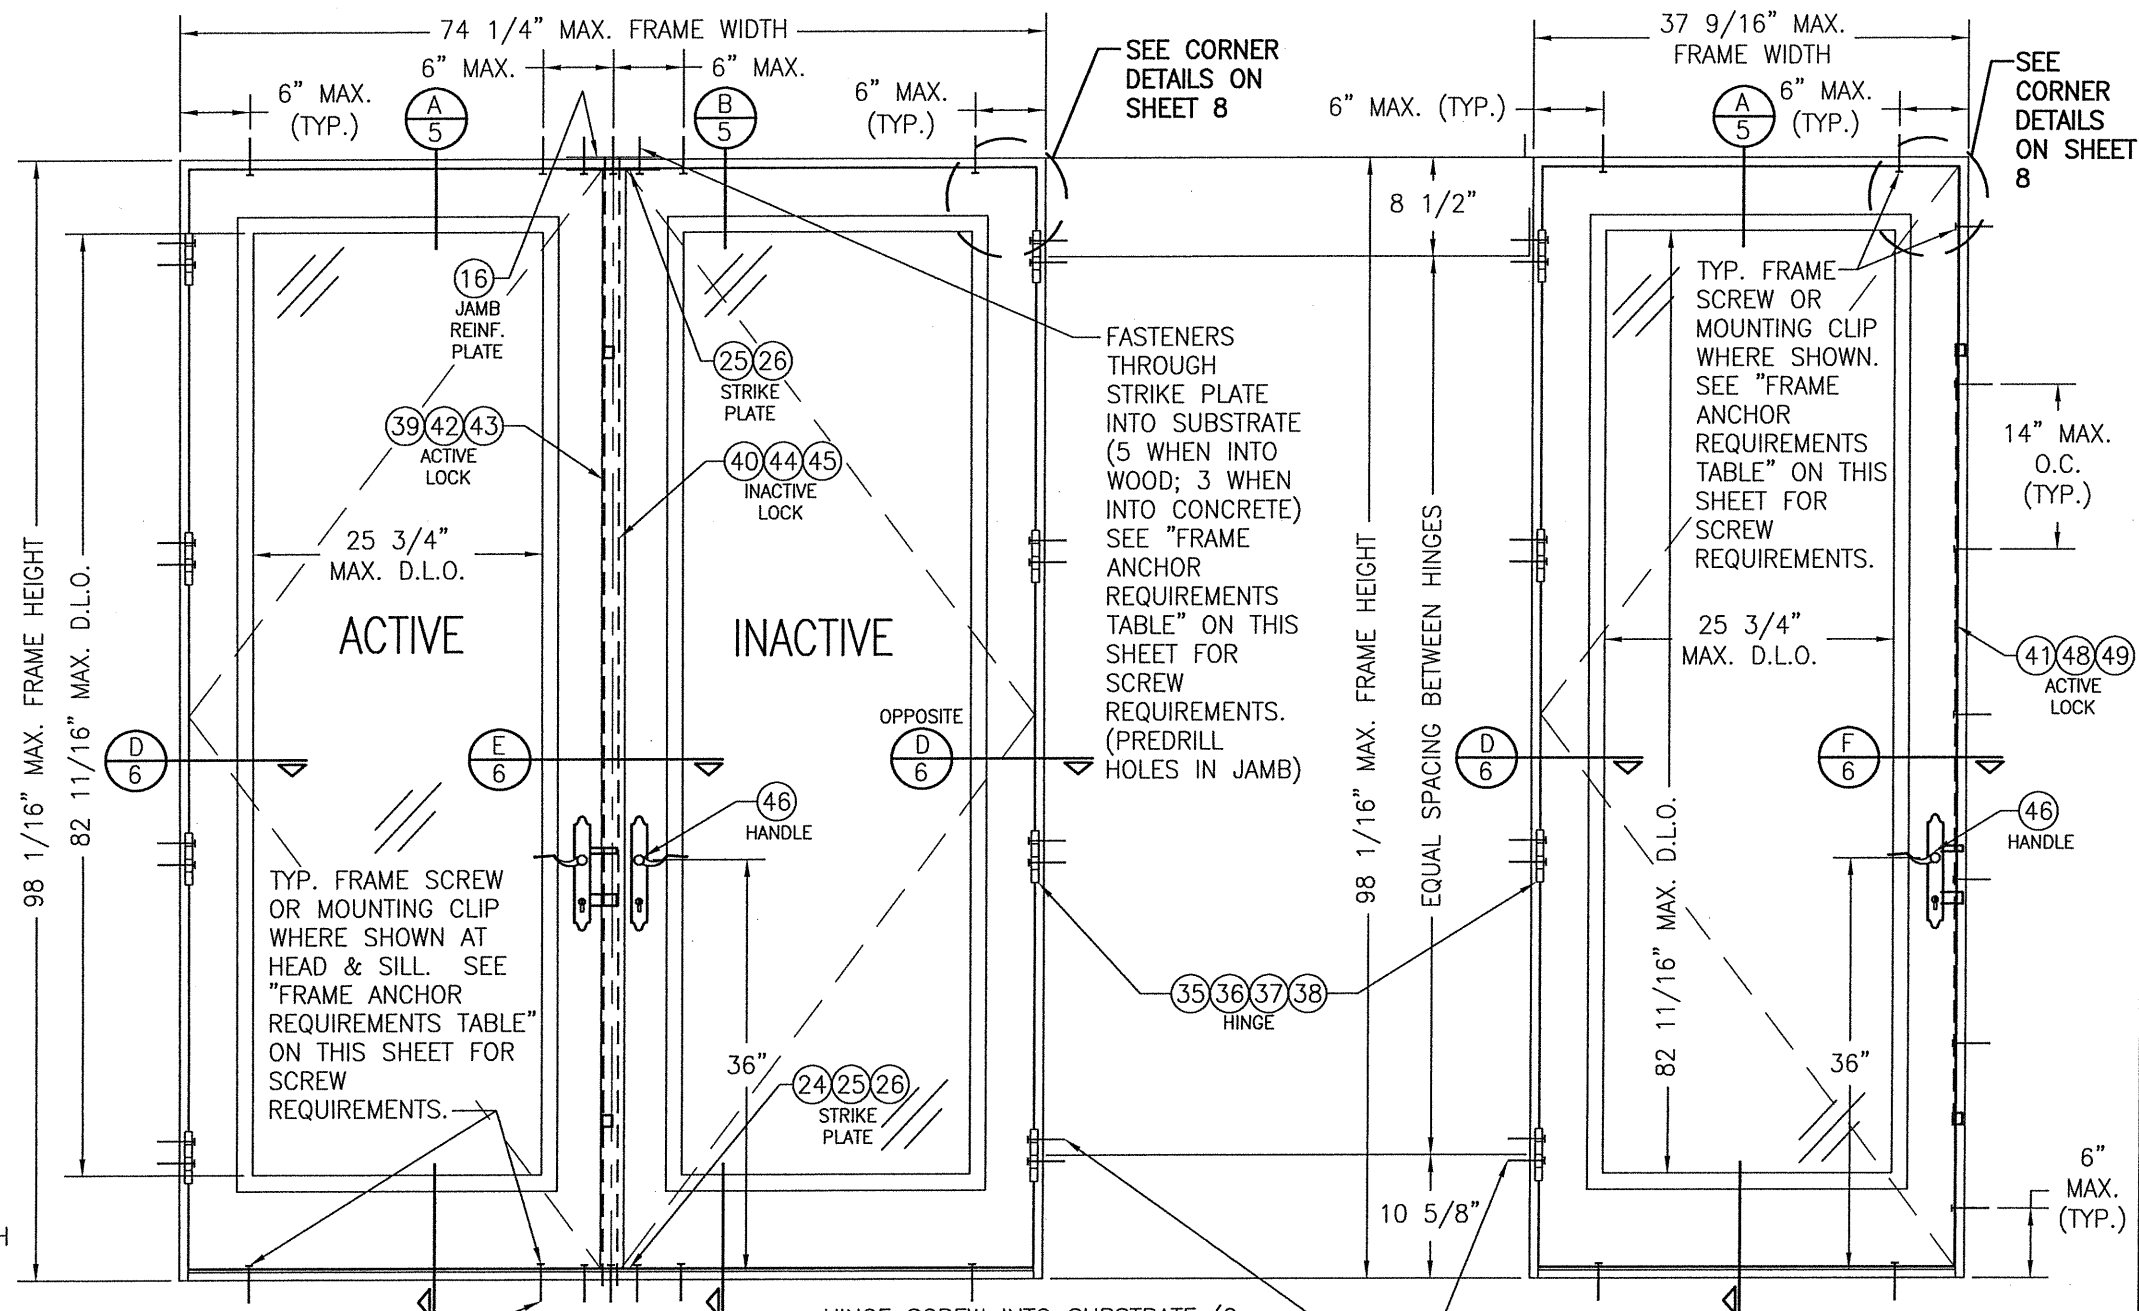 74 1/4" MAX. FRAME WIDTH
6" MAX.
6" MAX.
6" MAX.
(TYP.)
A
5
B
5
6" MAX.
(TYP.)
SEE CORNER
DETAILS ON
SHEET 8
37 9/16" MAX.
FRAME WIDTH
6" MAX. (TYP.)
A
5
6" MAX.
(TYP.)
SEE
CORNER
DETAILS
ON SHEET
8
98 1/16" MAX. FRAME HEIGHT
82 11/16" MAX. D.L.O.
16
JAMB
REINF.
PLATE
25 26
STRIKE
PLATE
39 42 43
ACTIVE
LOCK
40 44 45
INACTIVE
LOCK
25 3/4"
MAX. D.L.O.
ACTIVE
INACTIVE
D
6
E
6
OPPOSITE
D
6
46
HANDLE
TYP. FRAME SCREW
OR MOUNTING CLIP
WHERE SHOWN AT
HEAD & SILL. SEE
"FRAME ANCHOR
REQUIREMENTS TABLE"
ON THIS SHEET FOR
SCREW
REQUIREMENTS.
36"
24 25 26
STRIKE
PLATE
FASTENERS
THROUGH
STRIKE PLATE
INTO SUBSTRATE
(5 WHEN INTO
WOOD; 3 WHEN
INTO CONCRETE)
SEE "FRAME
ANCHOR
REQUIREMENTS
TABLE" ON THIS
SHEET FOR
SCREW
REQUIREMENTS.
(PREDRILL
HOLES IN JAMB)
8 1/2"
98 1/16" MAX. FRAME HEIGHT
EQUAL SPACING BETWEEN HINGES
35 36 37 38
HINGE
10 5/8"
TYP. FRAME
SCREW OR
MOUNTING CLIP
WHERE SHOWN.
SEE "FRAME
ANCHOR
REQUIREMENTS
TABLE" ON THIS
SHEET FOR
SCREW
REQUIREMENTS.
14" MAX.
O.C.
(TYP.)
25 3/4"
MAX. D.L.O.
41 48 49
ACTIVE
LOCK
D
6
F
6
46
HANDLE
82 11/16" MAX. D.L.O.
36"
6"
MAX.
(TYP.)
HINGE SCREW INTO SUBSTRATE